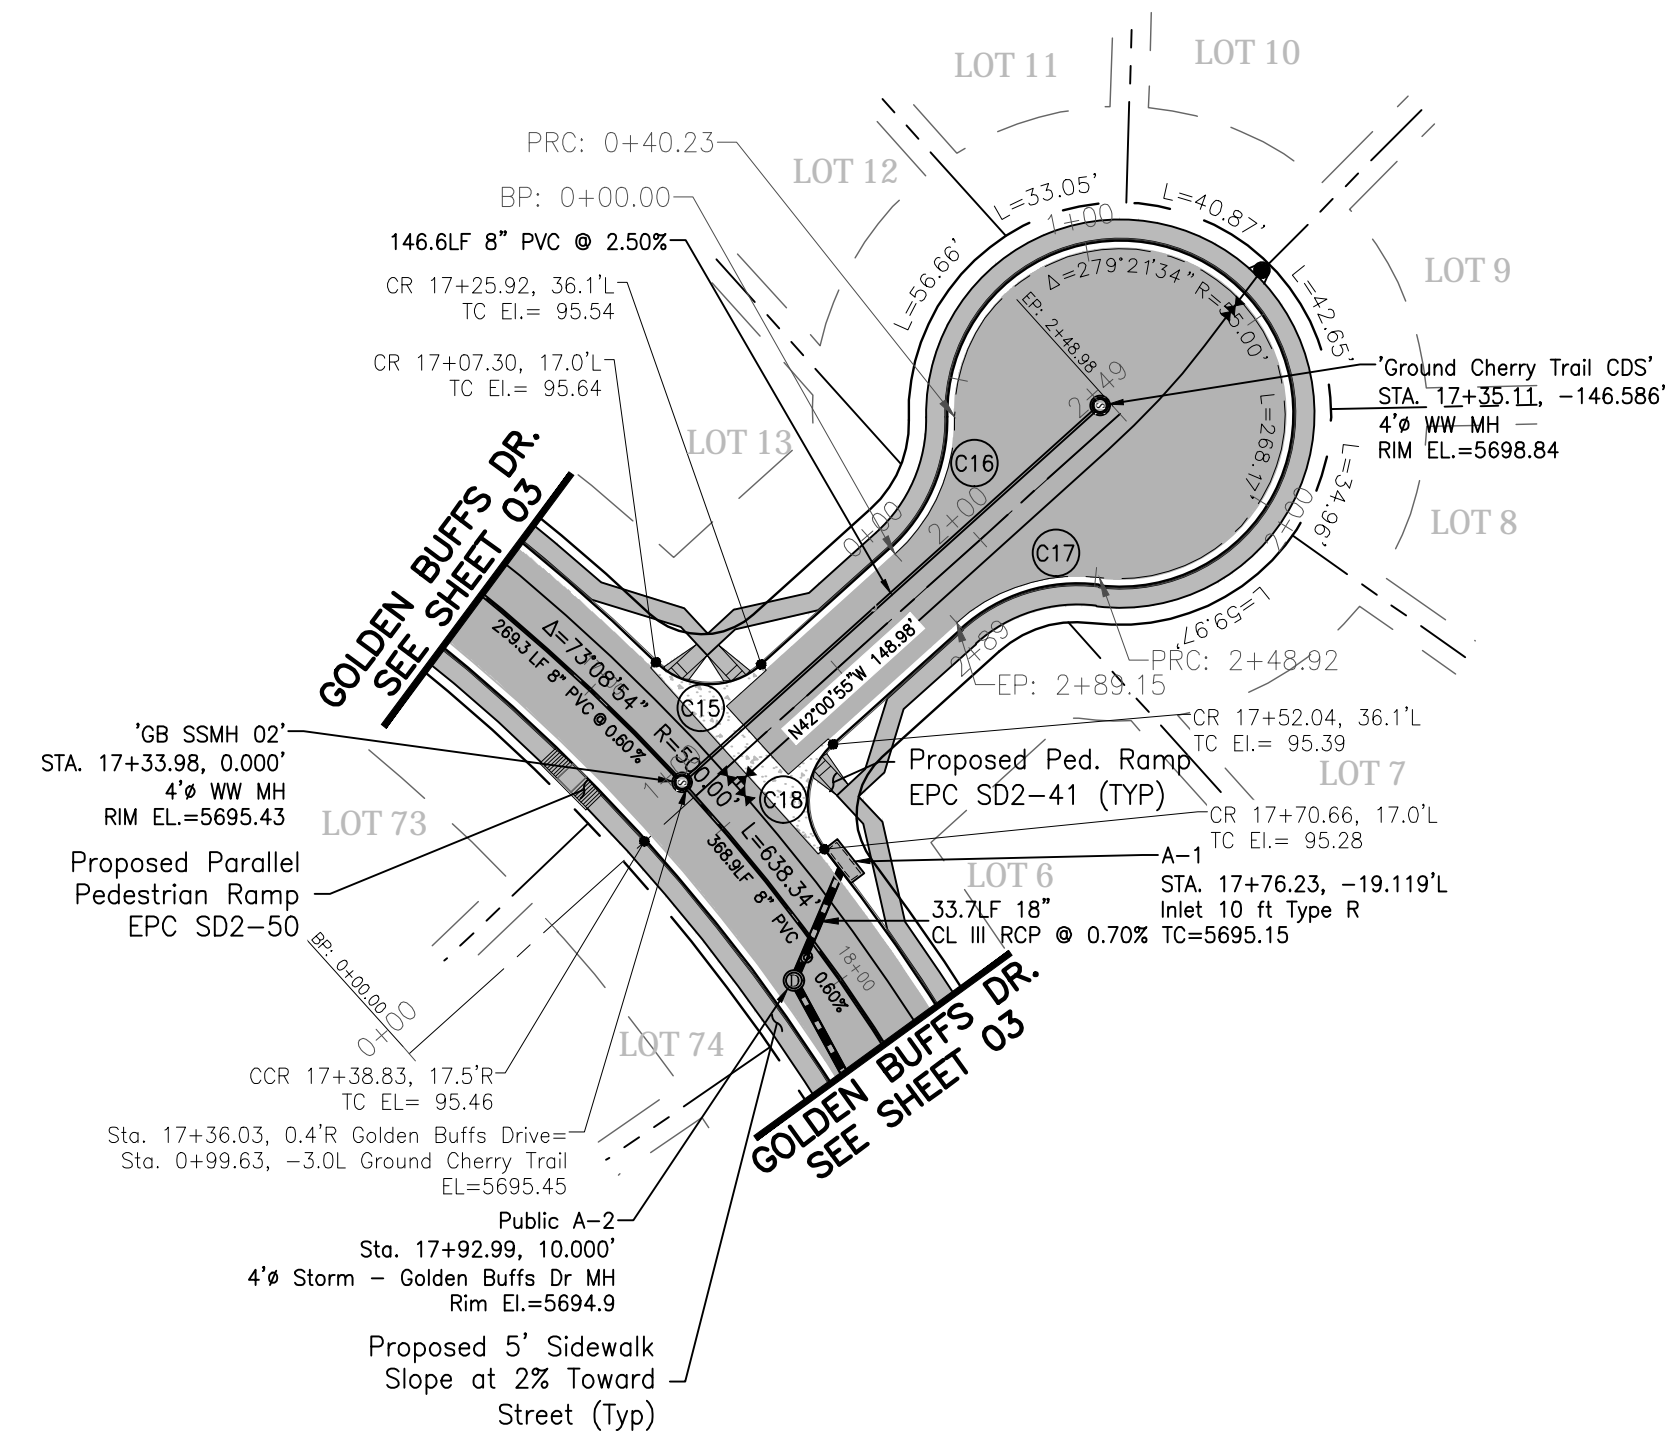 LOT 11
LOT 10
PRC: 0+40.23
LOT 12
BP: 0+00.00
L=33.05'
1+00
L=40.87'
146.6LF 8" PVC @ 2.50%
L=56.66'
LOT 9
CR 17+25.92, 36.1'L
TC El.= 95.54
Δ=279°21'34" R=55.00'
L=268.17'
EP: 2+48.98
2+49
L=42.65'
CR 17+07.30, 17.0'L
TC El.= 95.64
'Ground Cherry Trail CDS'
STA. 17+35.11, -146.586'
4'ø WW MH
RIM EL.=5698.84
LOT 13
C16
L=34.96'
LOT 8
GOLDEN BUFFS DR.
SEE SHEET 03
0+00
2+00
2+00
C17
L=59.97'
2+89
PRC: 2+48.92
EP: 2+89.15
N42°00'55"W 148.98'
Δ=73°08'54" R=500.00' L=638.34'
269.3 LF 8" PVC @ 0.60 %
C15
CR 17+52.04, 36.1'L
TC El.= 95.39
'GB SSMH 02'
STA. 17+33.98, 0.000'
4'ø WW MH
RIM EL.=5695.43
Proposed Ped. Ramp
EPC SD2-41 (TYP)
LOT 7
C18
CR 17+70.66, 17.0'L
TC El.= 95.28
LOT 73
368.9LF 8" PVC @ 0.60%
Proposed Parallel
Pedestrian Ramp
EPC SD2-50
A-1
STA. 17+76.23, -19.119'L
Inlet 10 ft Type R
TC=5695.15
LOT 6
33.7LF 18"
CL III RCP @ 0.70%
18+00
BP: 0+00.00
0+00
GOLDEN BUFFS DR.
SEE SHEET 03
LOT 74
CCR 17+38.83, 17.5'R
TC EL= 95.46
Sta. 17+36.03, 0.4'R Golden Buffs Drive=
Sta. 0+99.63, -3.0L Ground Cherry Trail
EL=5695.45
Public A-2
Sta. 17+92.99, 10.000'
4'ø Storm - Golden Buffs Dr MH
Rim El.=5694.9
Proposed 5' Sidewalk
Slope at 2% Toward
Street (Typ)